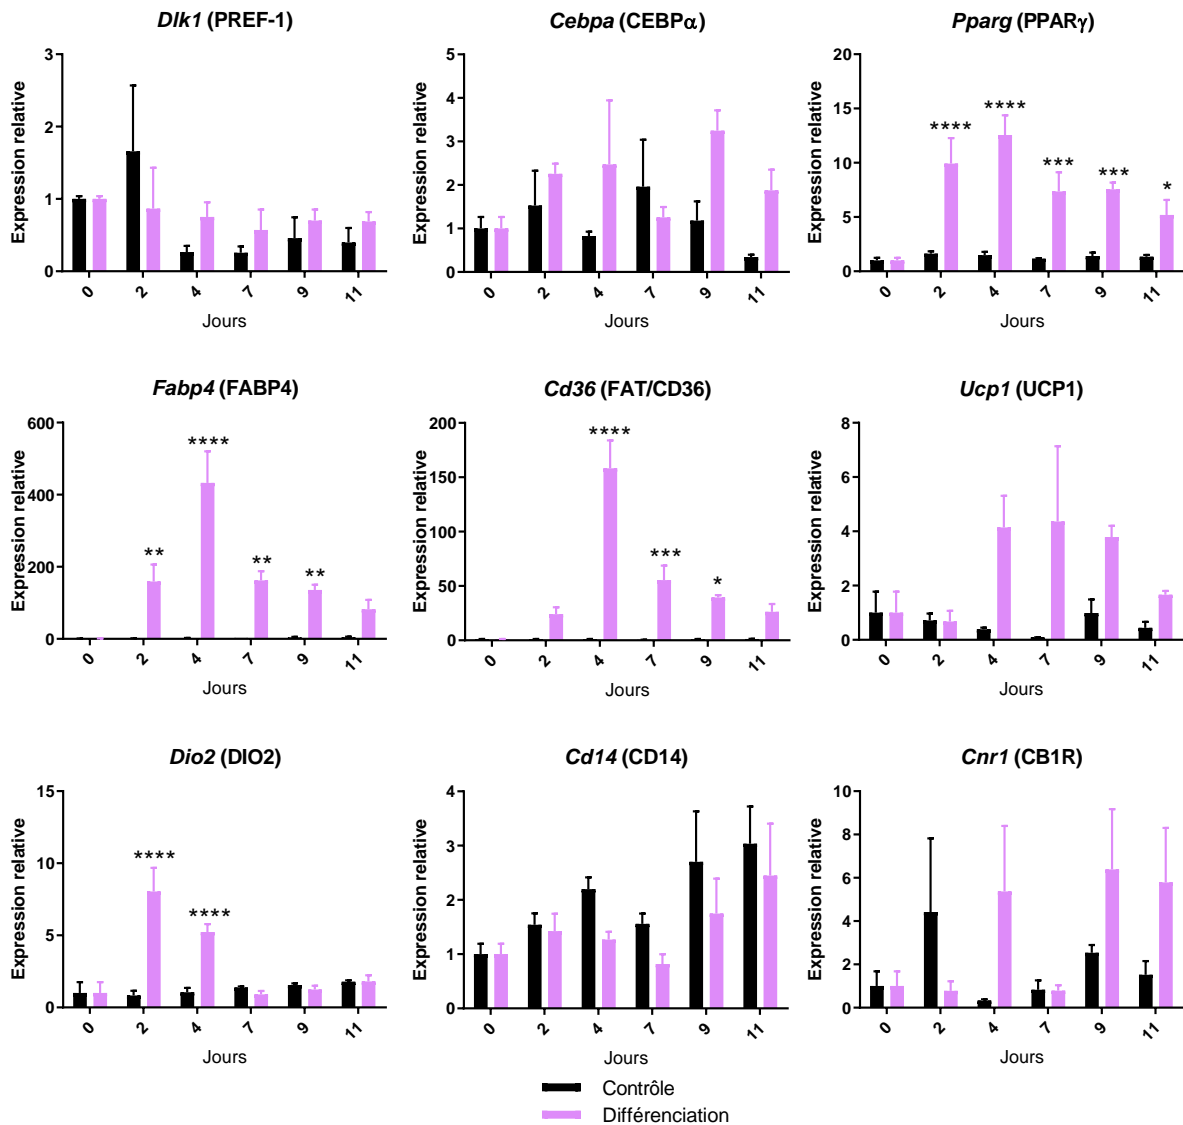 Dlk1 (PREF-1)
Expression relative
3
2
1
0
0 2 4 7 9 11
Jours
Cebpa (CEBPα)
Expression relative
5
4
3
2
1
0
0 2 4 7 9 11
Jours
Pparg (PPARγ)
Expression relative
20
15
10
5
0
**** **** *** *** *
0 2 4 7 9 11
Jours
Fabp4 (FABP4)
Expression relative
600
400
200
0
** **** ** **
0 2 4 7 9 11
Jours
Cd36 (FAT/CD36)
Expression relative
200
150
100
50
0
**** *** *
0 2 4 7 9 11
Jours
Ucp1 (UCP1)
Expression relative
8
6
4
2
0
0 2 4 7 9 11
Jours
Dio2 (DIO2)
Expression relative
15
10
5
0
**** ****
0 2 4 7 9 11
Jours
Cd14 (CD14)
Expression relative
4
3
2
1
0
0 2 4 7 9 11
Jours
Cnr1 (CB1R)
Expression relative
10
8
6
4
2
0
0 2 4 7 9 11
Jours
Contrôle
Différenciation